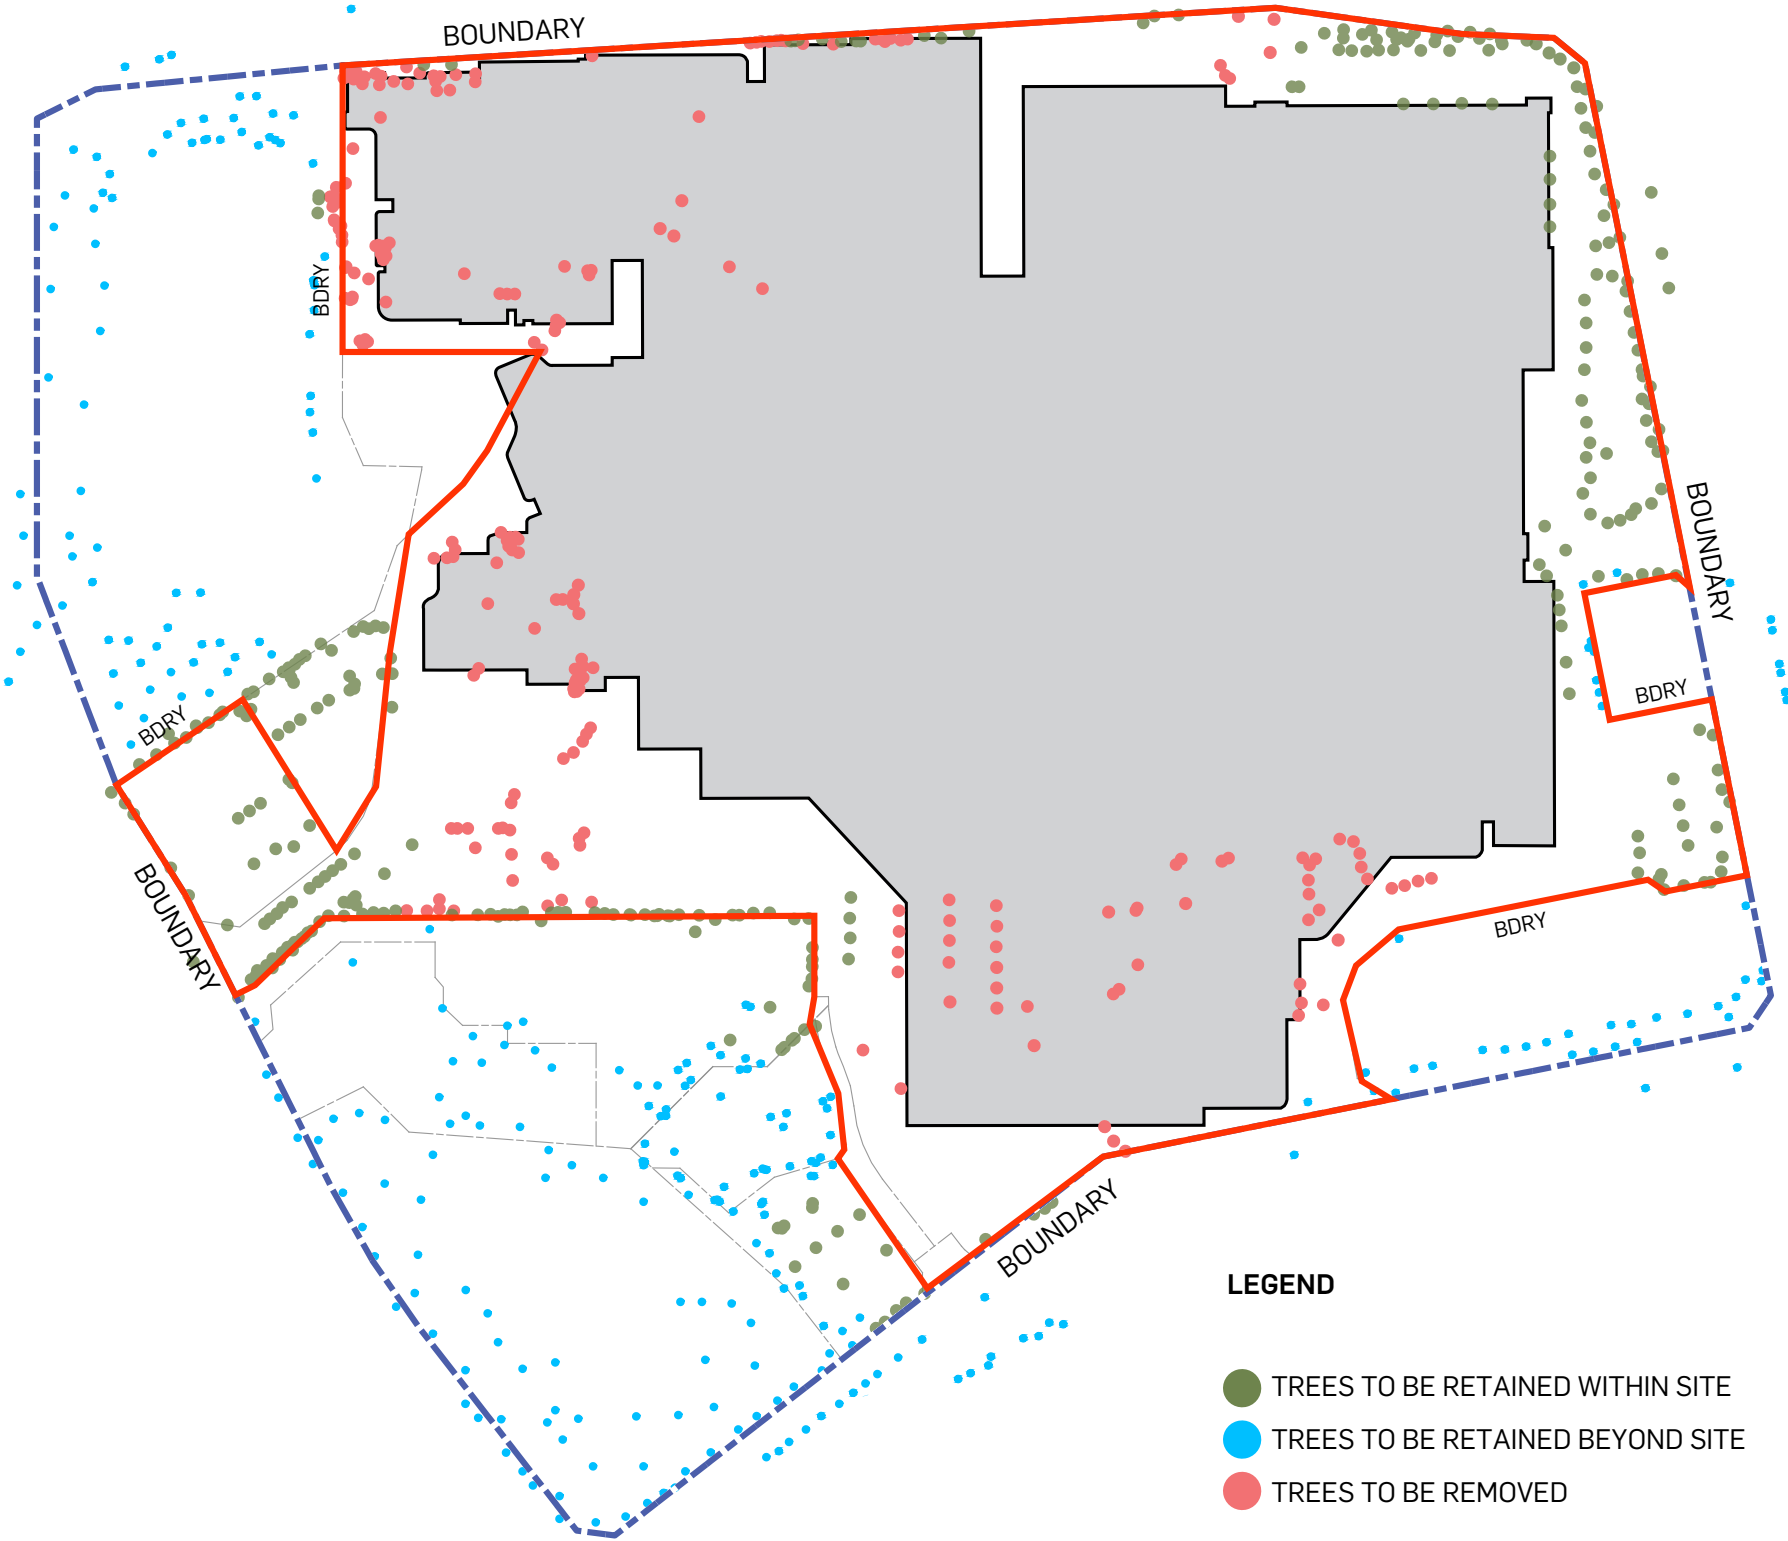 BOUNDARY
BDRY
BOUNDARY
BDRY
BDRY
BOUNDARY
BDRY
BOUNDARY
LEGEND
TREES TO BE RETAINED WITHIN SITE
TREES TO BE RETAINED BEYOND SITE
TREES TO BE REMOVED